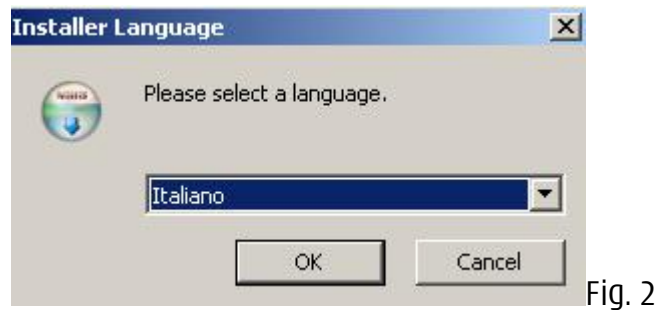 Installer Language
Please select a language.
Italiano
OK
Cancel
Fig. 2